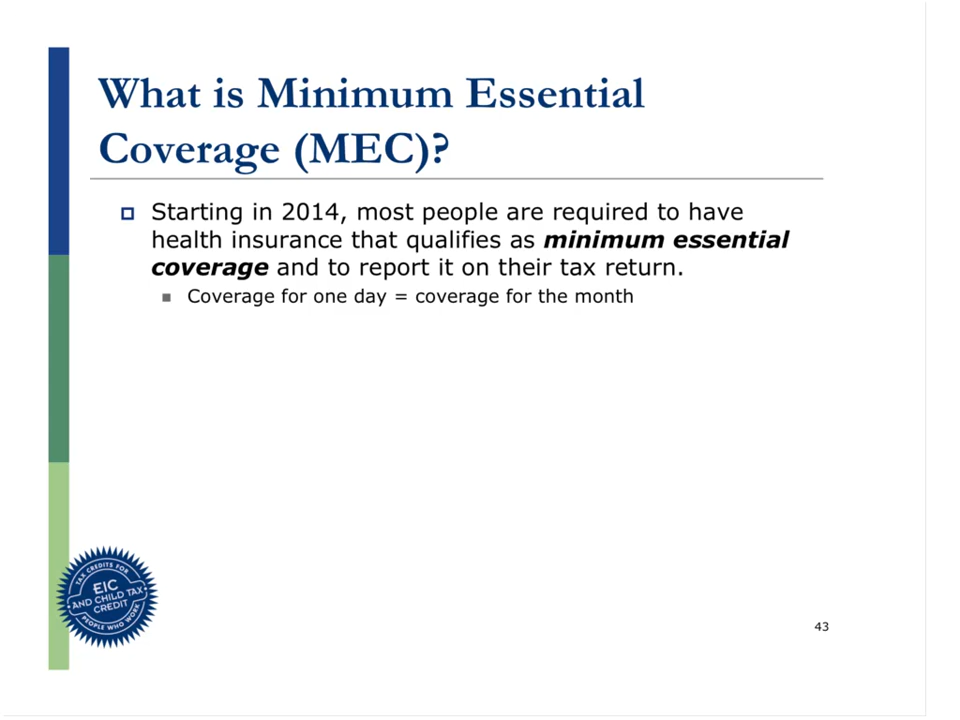 What is Minimum Essential
Coverage (MEC)?
Starting in 2014, most people are required to have
health insurance that qualifies as minimum essential
coverage and to report it on their tax return.
Coverage for one day = coverage for the month
TAX CREDITS FOR
EIC
AND CHILD TAX
CREDIT
PEOPLE WHO WORK
43